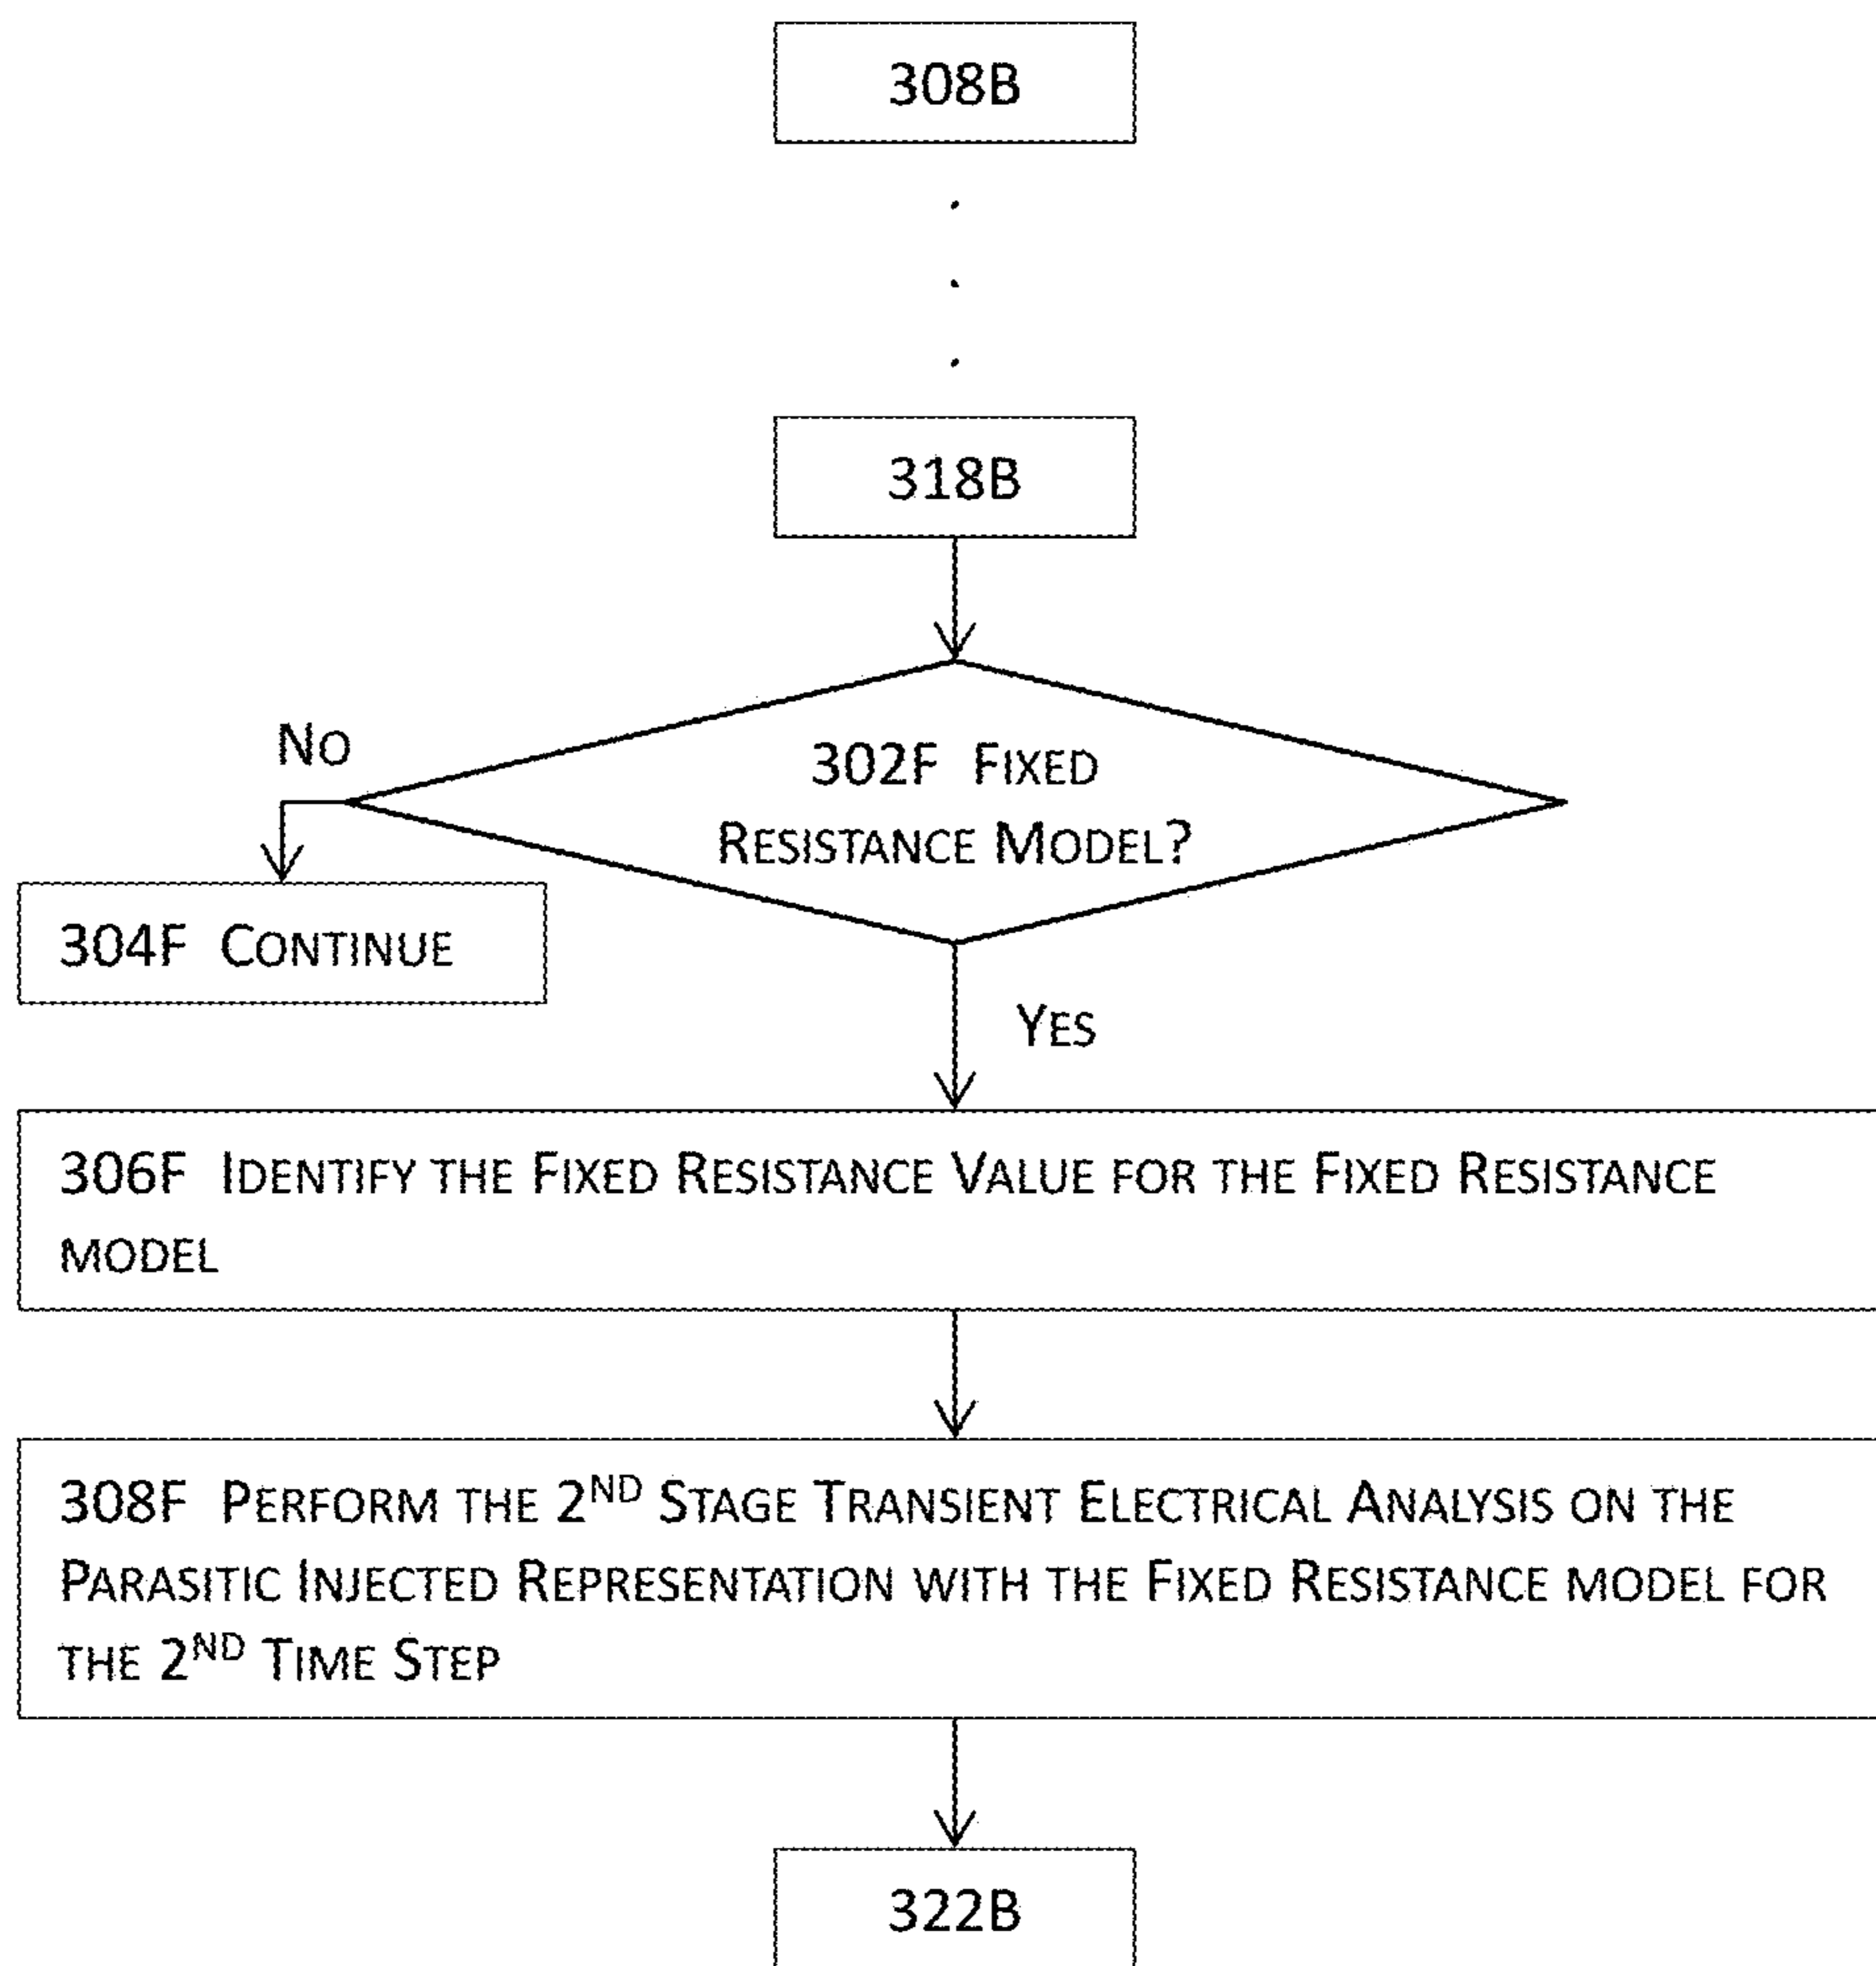 308B
318B
NO
302F FIXED
RESISTANCE MODEL?
304F CONTINUE
YES
306F IDENTIFY THE FIXED RESISTANCE VALUE FOR THE FIXED RESISTANCE
MODEL
308F PERFORM THE 2ND STAGE TRANSIENT ELECTRICAL ANALYSIS ON THE
PARASITIC INJECTED REPRESENTATION WITH THE FIXED RESISTANCE MODEL FOR
THE 2ND TIME STEP
322B